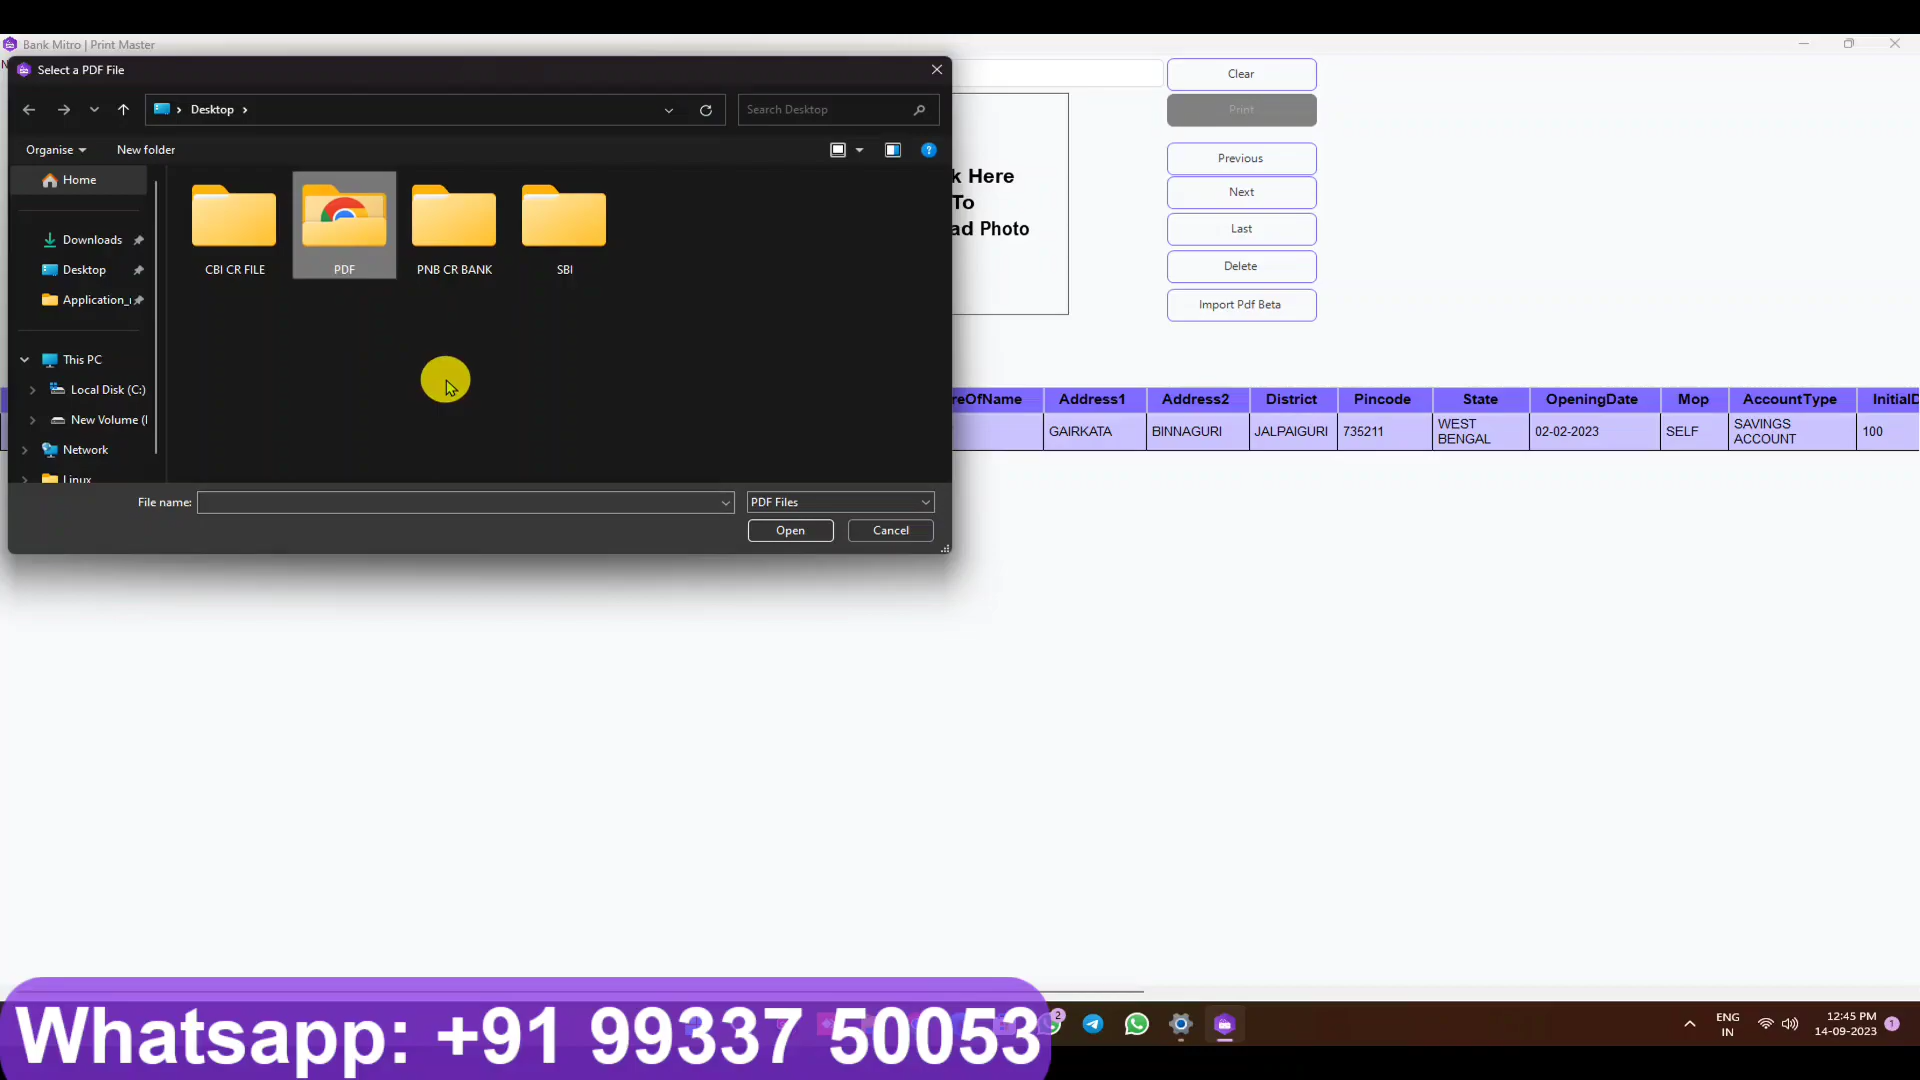 Bank Mitro | Print Master
Select a PDF File
Desktop
Search Desktop
Organise
New folder
Home
Downloads
Desktop
Application_
This PC
Local Disk (C:)
New Volume (
Network
Linux
CBI CR FILE
PDF
PNB CR BANK
SBI
File name:
PDF Files
Open
Cancel
k Here
To
ad Photo
Clear
Print
Previous
Next
Last
Delete
Import Pdf Beta
reOfName Address1 Address2 District Pincode State OpeningDate Mop AccountType InitialD
GAIRKATA BINNAGURI JALPAIGURI 735211 WEST BENGAL 02-02-2023 SELF SAVINGS ACCOUNT 100
Whatsapp: +91 99337 50053
2
ENG
IN
12:45 PM
14-09-2023
1